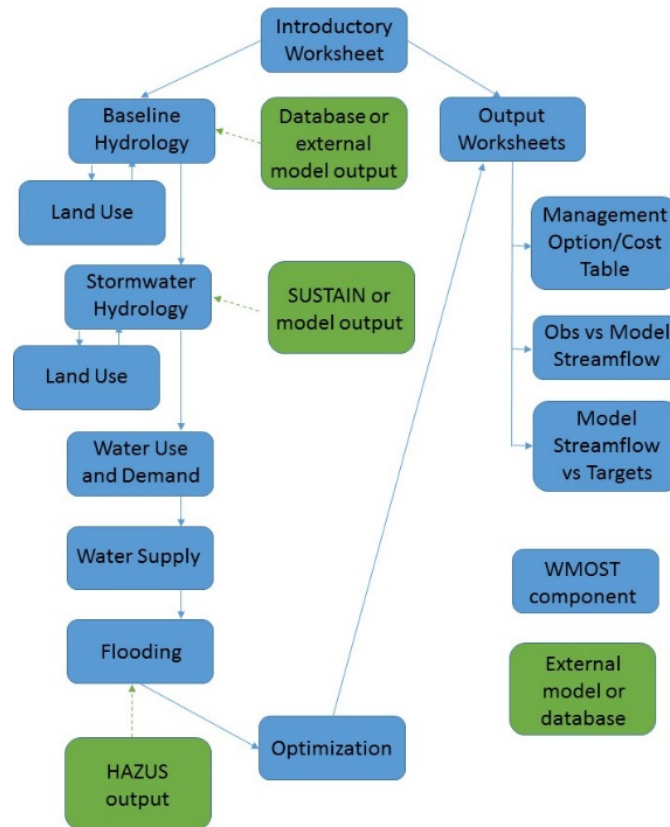 Introductory
Worksheet
Baseline
Hydrology
Database or
external
model output
Output
Worksheets
Land Use
Management
Option/Cost
Table
Stormwater
Hydrology
SUSTAIN or
model output
Obs vs Model
Streamflow
Land Use
Model
Streamflow
vs Targets
Water Use
and Demand
Water Supply
WMOST
component
Flooding
External
model or
database
Optimization
HAZUS
output